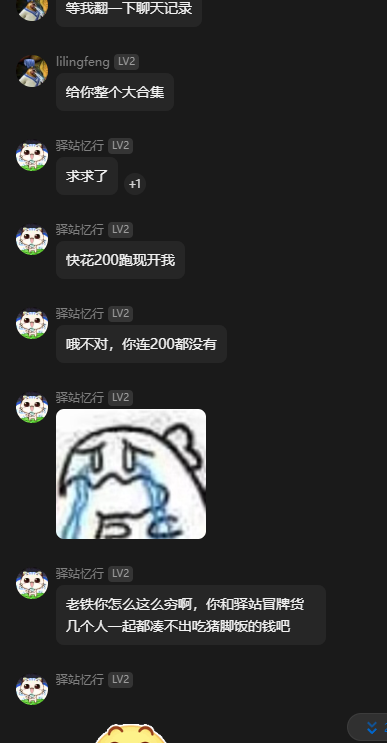 等我翻一下聊天记录
lilingfeng LV2
给你整个大合集
驿站忆行 LV2
求求了
+1
驿站忆行 LV2
快花200跑现开我
驿站忆行 LV2
哦不对，你连200都没有
驿站忆行 LV2
驿站忆行 LV2
老铁你怎么这么穷啊，你和驿站冒牌货
几个人一起都凑不出吃猪脚饭的钱吧
驿站忆行 LV2